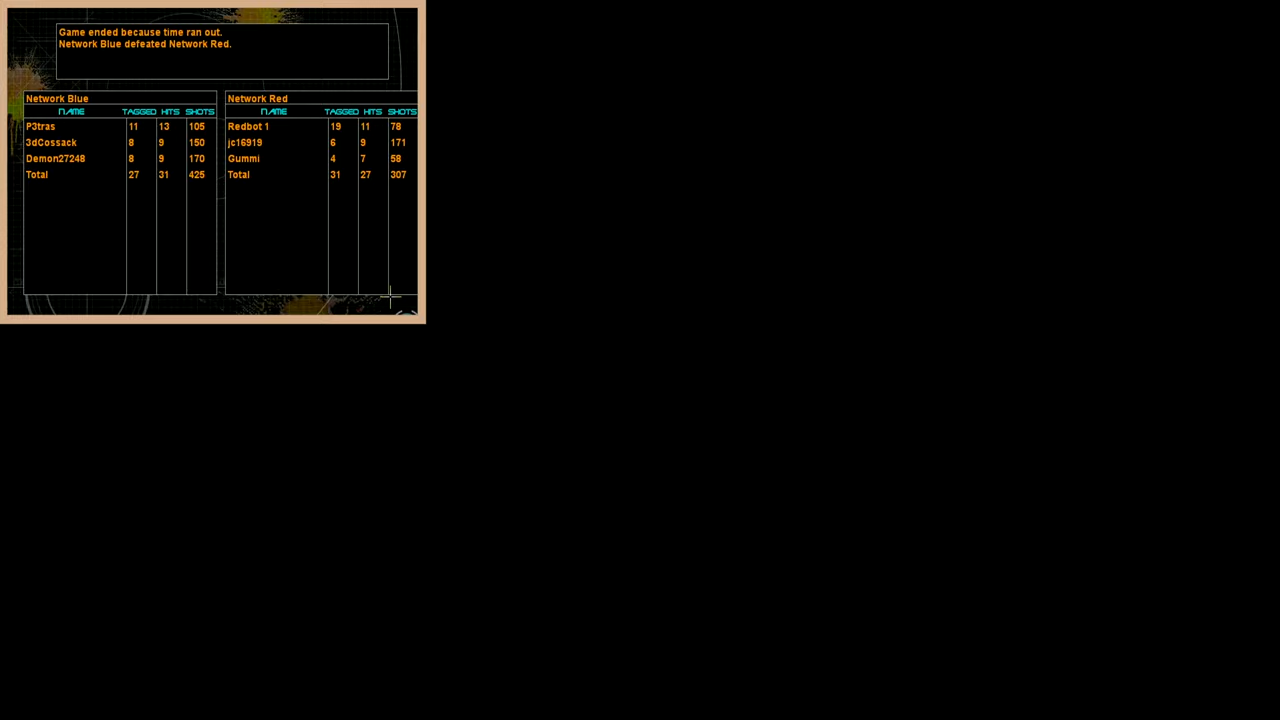 Game ended because time ran out.
Network Blue defeated Network Red.
Network Blue
NAME TAGGED HITS SHOTS
P3tras 11 13 105
3dCossack 8 9 150
Demon27248 8 9 170
Total 27 31 425
Network Red
NAME TAGGED HITS SHOTS
Redbot 1 19 11 78
jc16919 6 9 171
Gummi 4 7 58
Total 31 27 307